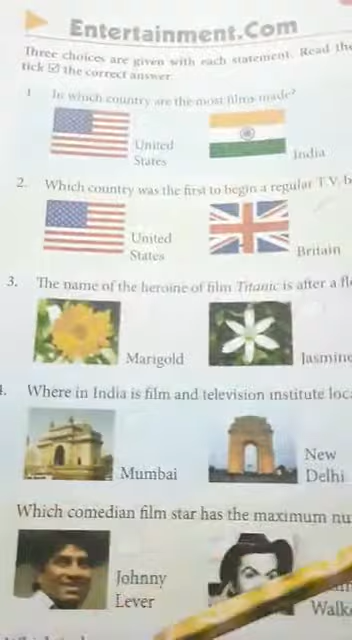 Entertainment.Com
Three choices are given with each statement. Read the
tick ☑ the correct answer.
1 In which country are the most films made?
United
States
India
2. Which country was the first to begin a regular T.V. b
United
States
Britain
3. The name of the heroine of film Titanic is after a fl
Marigold
Jasmine
4. Where in India is film and television institute loc
Mumbai
New
Delhi
Which comedian film star has the maximum nu
Johnny
Lever
Walk